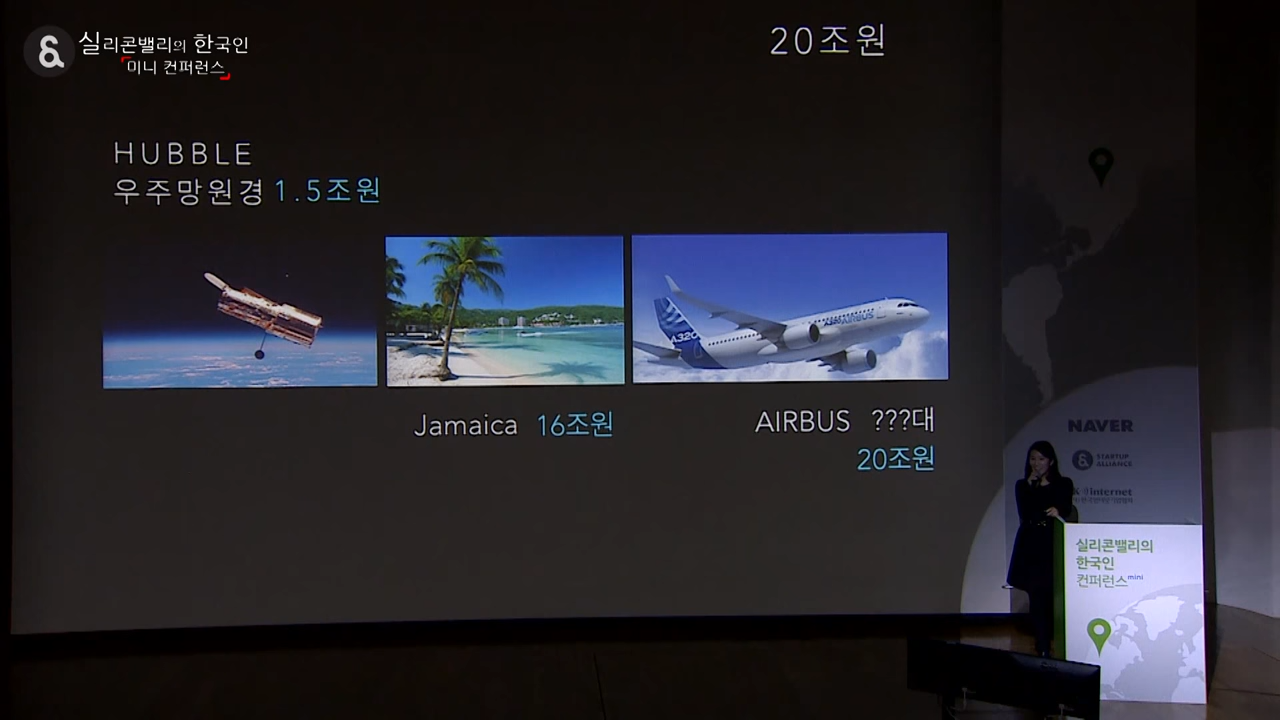 실리콘밸리의 한국인
미니 컨퍼런스
20조원
HUBBLE
우주망원경 1.5조원
A320
AIRBUS
Jamaica 16조원
AIRBUS ???대
20조원
NAVER
STARTUP
ALLIANCE
internet
실리콘밸리의
한국인
컨퍼런스mini